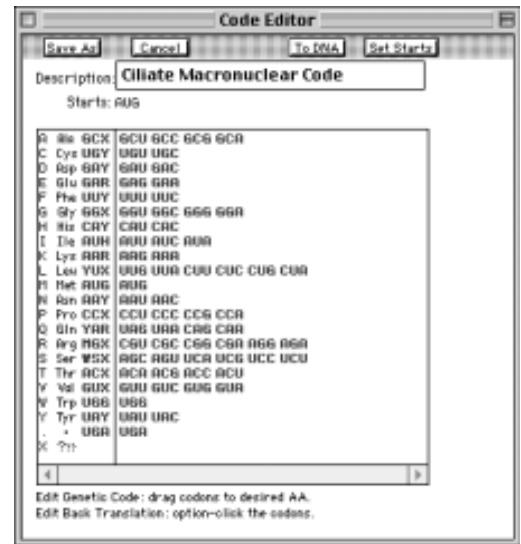 Code Editor
Save As Cancel To DNA Set Starts
Description: Ciliate Macronuclear Code
Starts: AUG
A Ala GCX GCU GCC GCG GCA
C Cys UGY UGU UGC
D Asp GAY GAU GAC
E Glu GAR GAG GAA
F Phe UUY UUU UUC
G Gly GGX GGU GGC GGG GGA
H His CAY CAU CAC
I Ile AUH AUU AUC AUA
K Lys AAR AAG AAA
L Leu YUX UUG UUA CUU CUC CUG CUA
M Met AUG AUG
N Asn AAY AAU AAC
P Pro CCX CCU CCC CCG CCA
Q Gln YAR UAG UAA CAG CAA
R Arg MGX CGU CGC CGG CGA AGG AGA
S Ser WSX AGC AGU UCA UCG UCC UCU
T Thr ACX ACA ACG ACC ACU
V Val GUX GUU GUC GUG GUA
W Trp UGG UGG
Y Tyr UAY UAU UAC
. • UGA UGA
X ???
Edit Genetic Code: drag codons to desired AA.
Edit Back Translation: option-click the codons.